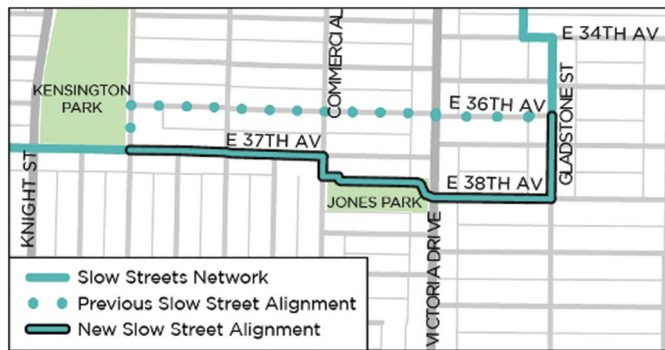 E 34TH AV
KENSINGTON
PARK
COMMERCIAL
E 36TH AV
GLADSTONE ST
E 37TH AV
KNIGHT ST
E 38TH AV
JONES PARK
VICTORIA DRIVE
Slow Streets Network
Previous Slow Street Alignment
New Slow Street Alignment